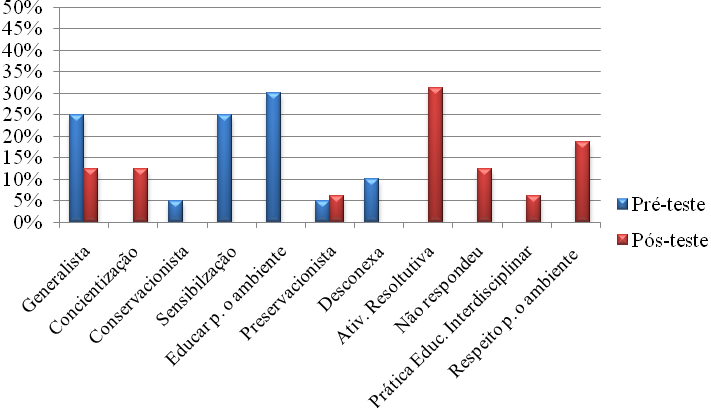 50%
45%
40%
35%
30%
25%
20%
15%
10%
5%
0%
Generalista
Concientização
Conservacionista
Sensibilzação
Educar p. o ambiente
Preservacionista
Desconexa
Ativ. Resoltutiva
Não respondeu
Prática Educ. Interdisciplinar
Respeito p. o ambiente
Pré-teste
Pós-teste